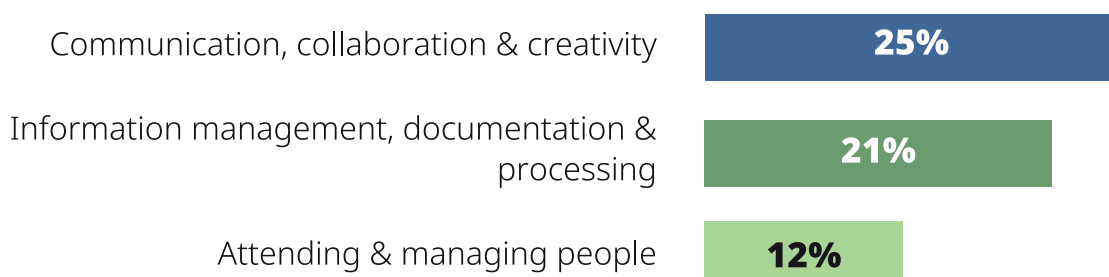 Communication, collaboration & creativity 25%
Information management, documentation &
processing 21%
Attending & managing people 12%